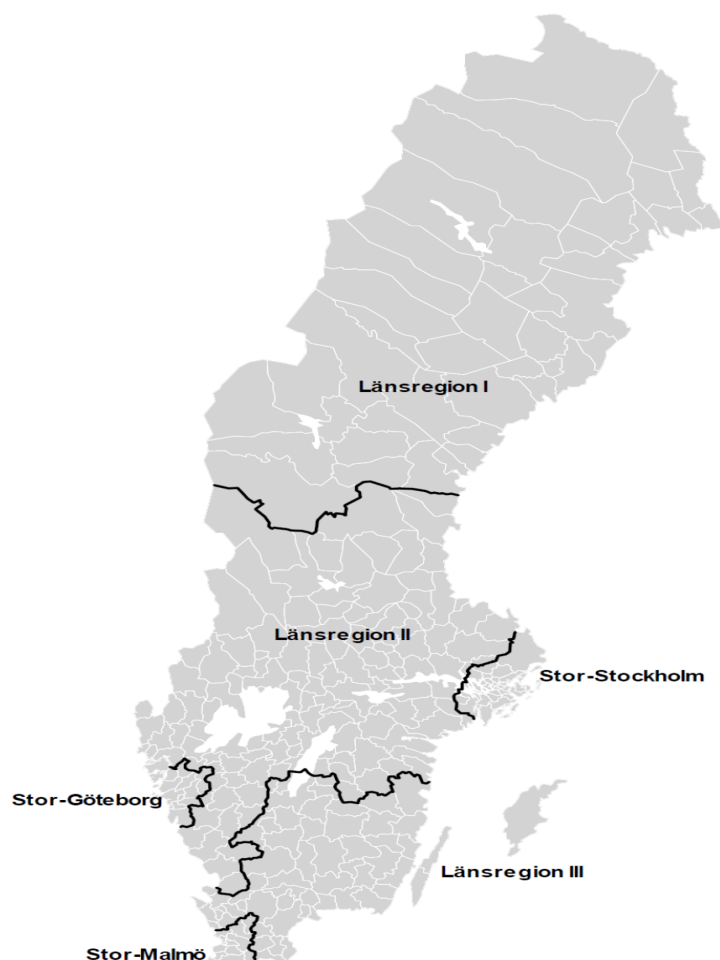 Länsregion I
Länsregion II
Stor-Stockholm
Stor-Göteborg
Länsregion III
Stor-Malmö